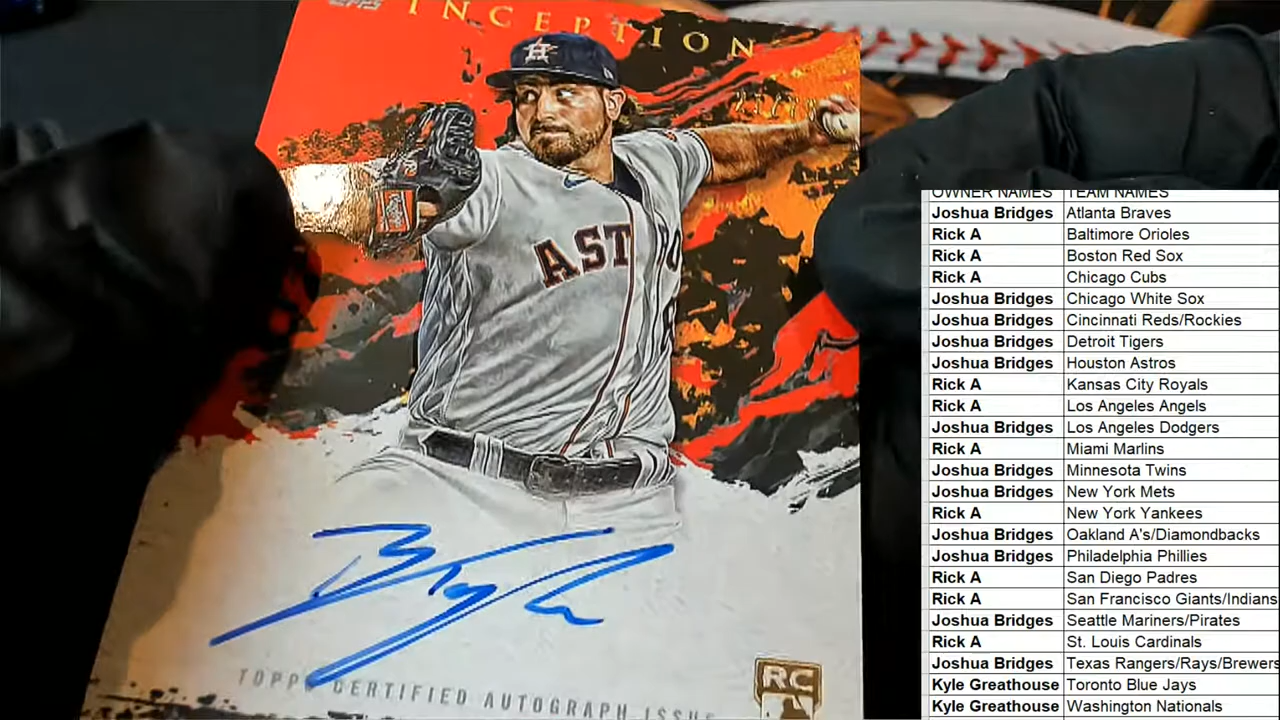 TOPPS INCEPTION
AST RO
TOPPS CERTIFIED AUTOGRAPH ISSUE
RC
OWNER NAMES TEAM NAMES
Joshua Bridges Atlanta Braves
Rick A Baltimore Orioles
Rick A Boston Red Sox
Rick A Chicago Cubs
Joshua Bridges Chicago White Sox
Joshua Bridges Cincinnati Reds/Rockies
Joshua Bridges Detroit Tigers
Joshua Bridges Houston Astros
Rick A Kansas City Royals
Rick A Los Angeles Angels
Joshua Bridges Los Angeles Dodgers
Rick A Miami Marlins
Joshua Bridges Minnesota Twins
Joshua Bridges New York Mets
Rick A New York Yankees
Joshua Bridges Oakland A's/Diamondbacks
Joshua Bridges Philadelphia Phillies
Rick A San Diego Padres
Rick A San Francisco Giants/Indians
Joshua Bridges Seattle Mariners/Pirates
Rick A St. Louis Cardinals
Joshua Bridges Texas Rangers/Rays/Brewers
Kyle Greathouse Toronto Blue Jays
Kyle Greathouse Washington Nationals